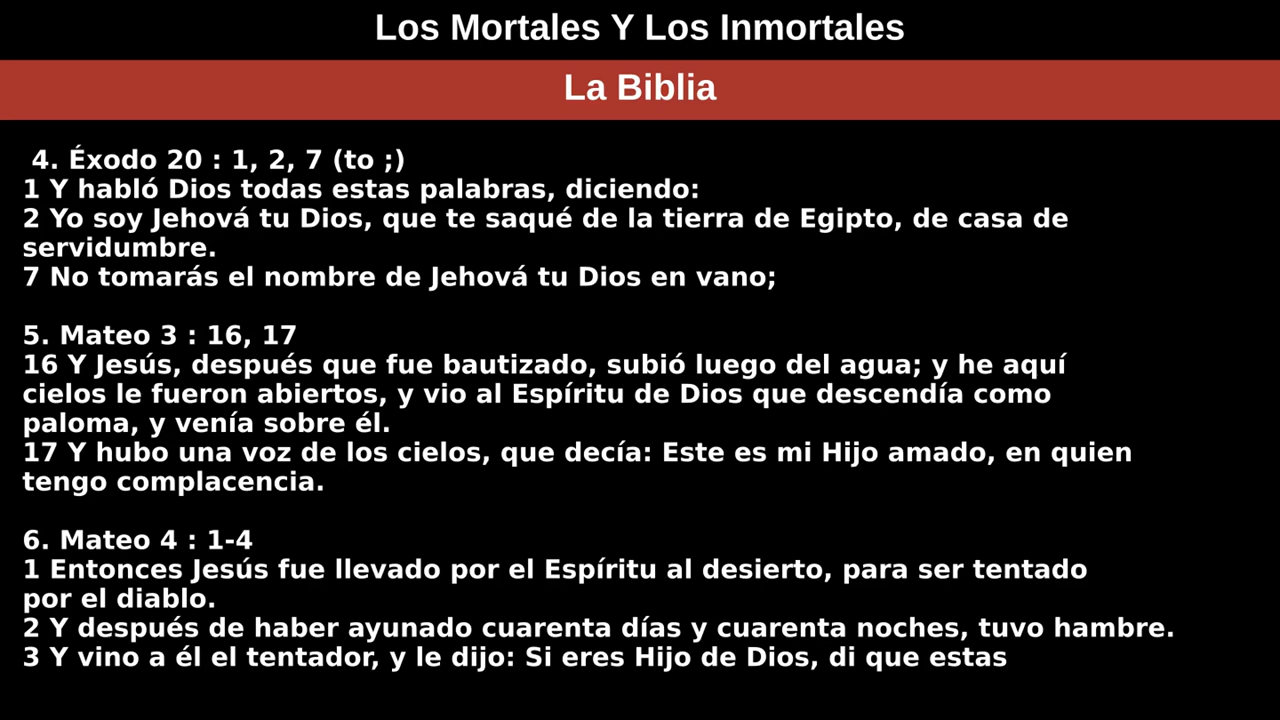 Los Mortales Y Los Inmortales
La Biblia
4. Éxodo 20 : 1, 2, 7 (to ;)
1 Y habló Dios todas estas palabras, diciendo:
2 Yo soy Jehová tu Dios, que te saqué de la tierra de Egipto, de casa de
servidumbre.
7 No tomarás el nombre de Jehová tu Dios en vano;
5. Mateo 3 : 16, 17
16 Y Jesús, después que fue bautizado, subió luego del agua; y he aquí
cielos le fueron abiertos, y vio al Espíritu de Dios que descendía como
paloma, y venía sobre él.
17 Y hubo una voz de los cielos, que decía: Este es mi Hijo amado, en quien
tengo complacencia.
6. Mateo 4 : 1-4
1 Entonces Jesús fue llevado por el Espíritu al desierto, para ser tentado
por el diablo.
2 Y después de haber ayunado cuarenta días y cuarenta noches, tuvo hambre.
3 Y vino a él el tentador, y le dijo: Si eres Hijo de Dios, di que estas